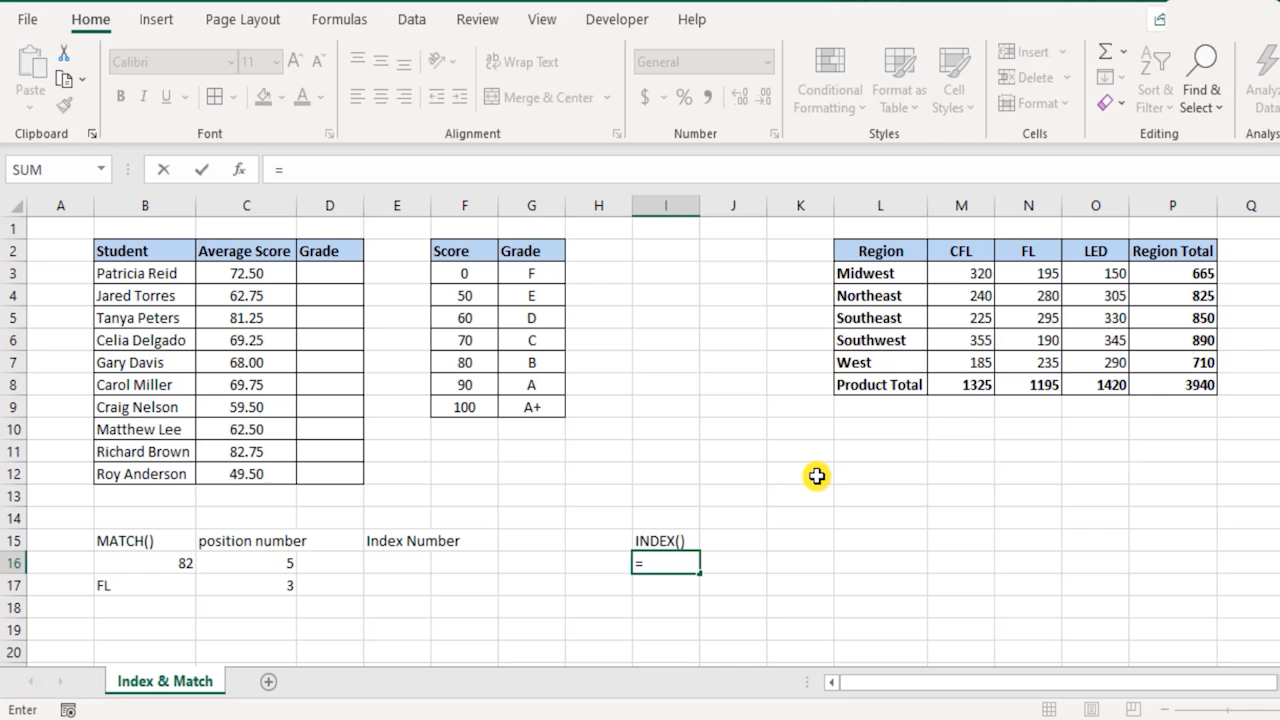 File Home Insert Page Layout Formulas Data Review View Developer Help
Calibri 11 A A ab Wrap Text General Insert
Paste Delete
B I U A Merge & Center $ % Conditional Formatting Format as Table Cell Styles Format Sort & Filter Find & Select Analy Data
Clipboard Font Alignment Number Styles Cells Editing Analys
SUM fx =
A B C D E F G H I J K L M N O P Q
1
2 Student Average Score Grade Score Grade Region CFL FL LED Region Total
3 Patricia Reid 72.50 0 F Midwest 320 195 150 665
4 Jared Torres 62.75 50 E Northeast 240 280 305 825
5 Tanya Peters 81.25 60 D Southeast 225 295 330 850
6 Celia Delgado 69.25 70 C Southwest 355 190 345 890
7 Gary Davis 68.00 80 B West 185 235 290 710
8 Carol Miller 69.75 90 A Product Total 1325 1195 1420 3940
9 Craig Nelson 59.50 100 A+
10 Matthew Lee 62.50
11 Richard Brown 82.75
12 Roy Anderson 49.50
13
14
15 MATCH() position number Index Number INDEX()
16 82 5 =
17 FL 3
18
19
20
Index & Match
Enter